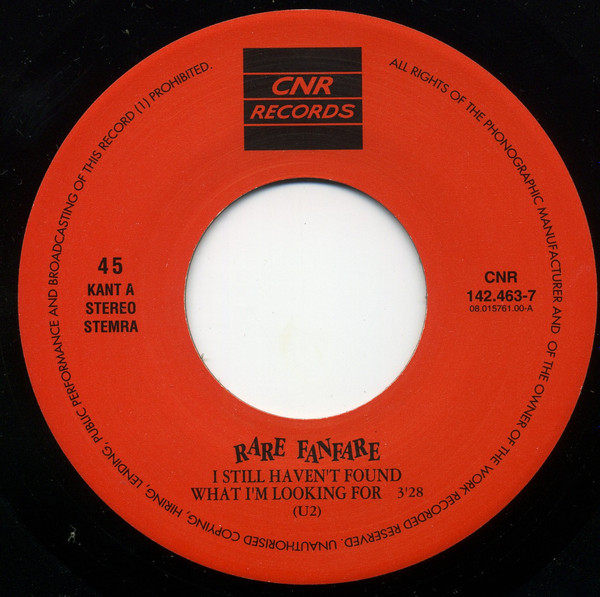 CNR
RECORDS
ALL RIGHTS OF THE PHONOGRAPHIC MANUFACTURER AND OF THE OWNER OF THE WORK RECORDED RESERVED. UNAUTHORISED COPYING, HIRING, LENDING, PUBLIC PERFORMANCE AND BROADCASTING OF THIS RECORD (1) PROHIBITED.
45
KANT A
STEREO
STEMRA
CNR
142.463-7
08.015761.00-A
RARE FANFARE
I STILL HAVEN'T FOUND
WHAT I'M LOOKING FOR 3'28
(U2)